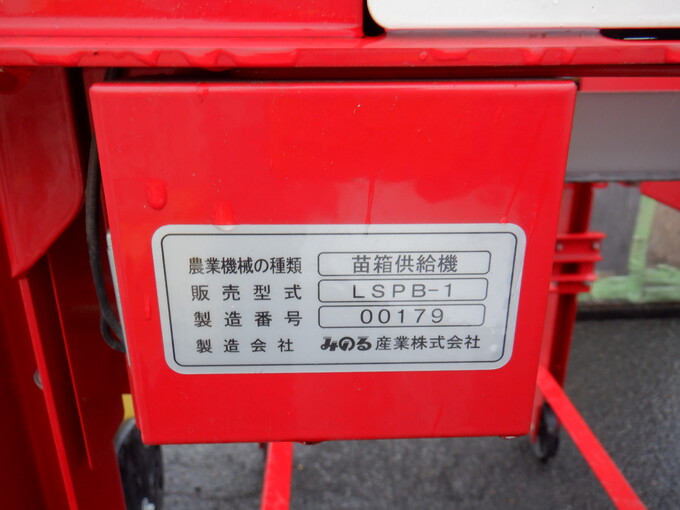 農業機械の種類 苗箱供給機
販売型式 LSPB-1
製造番号 00179
製造会社 みのる産業株式会社